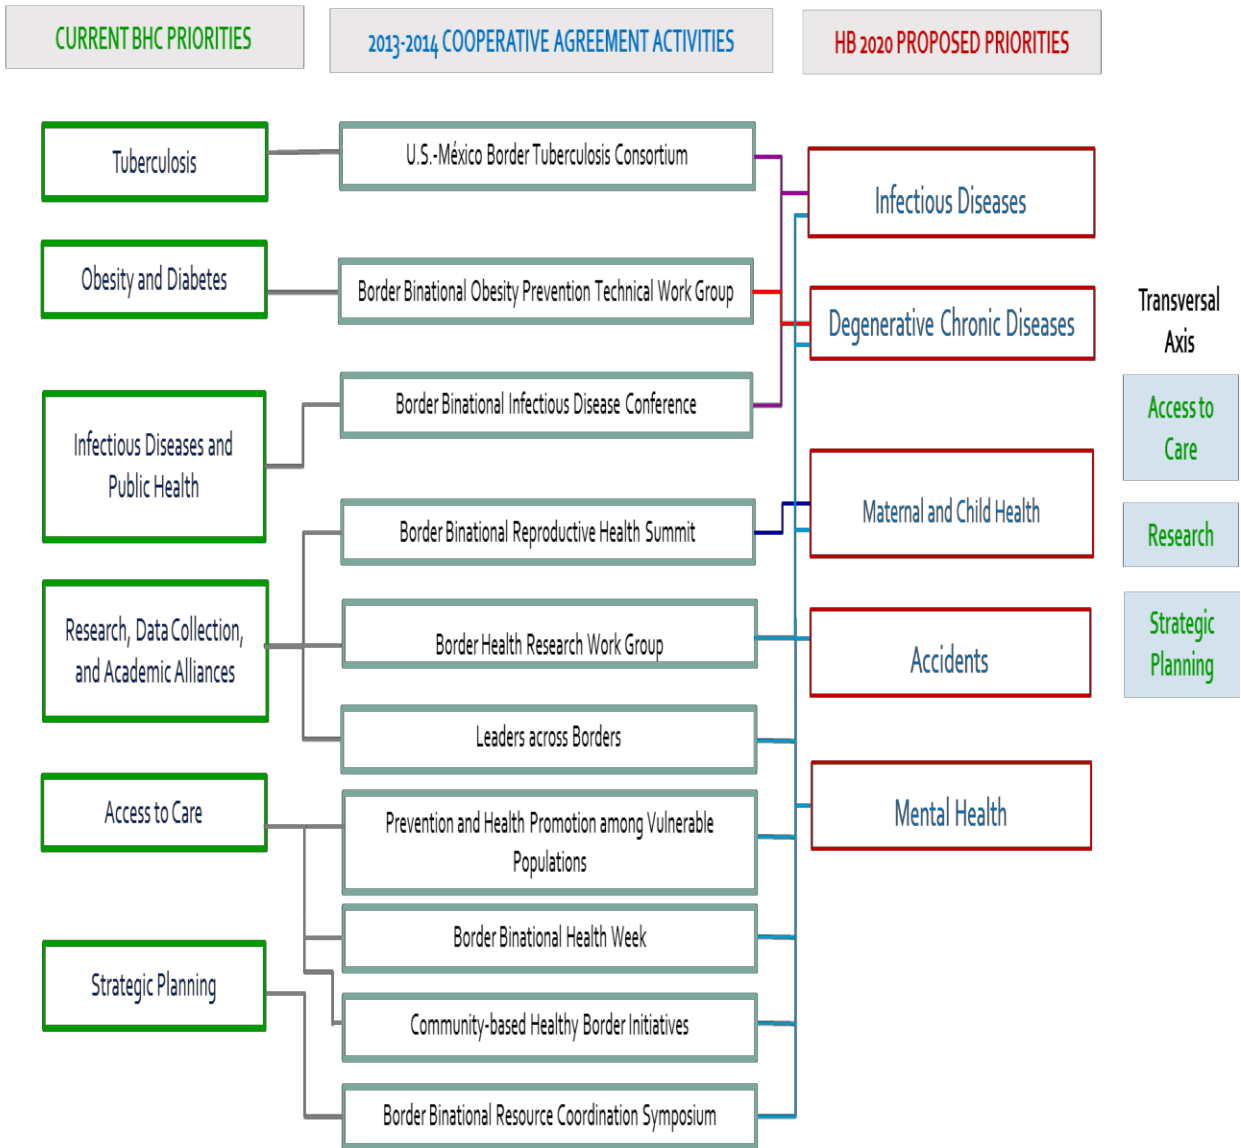 CURRENT BHC PRIORITIES
2013-2014 COOPERATIVE AGREEMENT ACTIVITIES
HB 2020 PROPOSED PRIORITIES
Tuberculosis
Obesity and Diabetes
Infectious Diseases and
Public Health
Research, Data Collection,
and Academic Alliances
Access to Care
Strategic Planning
U.S.-México Border Tuberculosis Consortium
Border Binational Obesity Prevention Technical Work Group
Border Binational Infectious Disease Conference
Border Binational Reproductive Health Summit
Border Health Research Work Group
Leaders across Borders
Prevention and Health Promotion among Vulnerable
Populations
Border Binational Health Week
Community-based Healthy Border Initiatives
Border Binational Resource Coordination Symposium
Infectious Diseases
Degenerative Chronic Diseases
Maternal and Child Health
Accidents
Mental Health
Transversal
Axis
Access to
Care
Research
Strategic
Planning